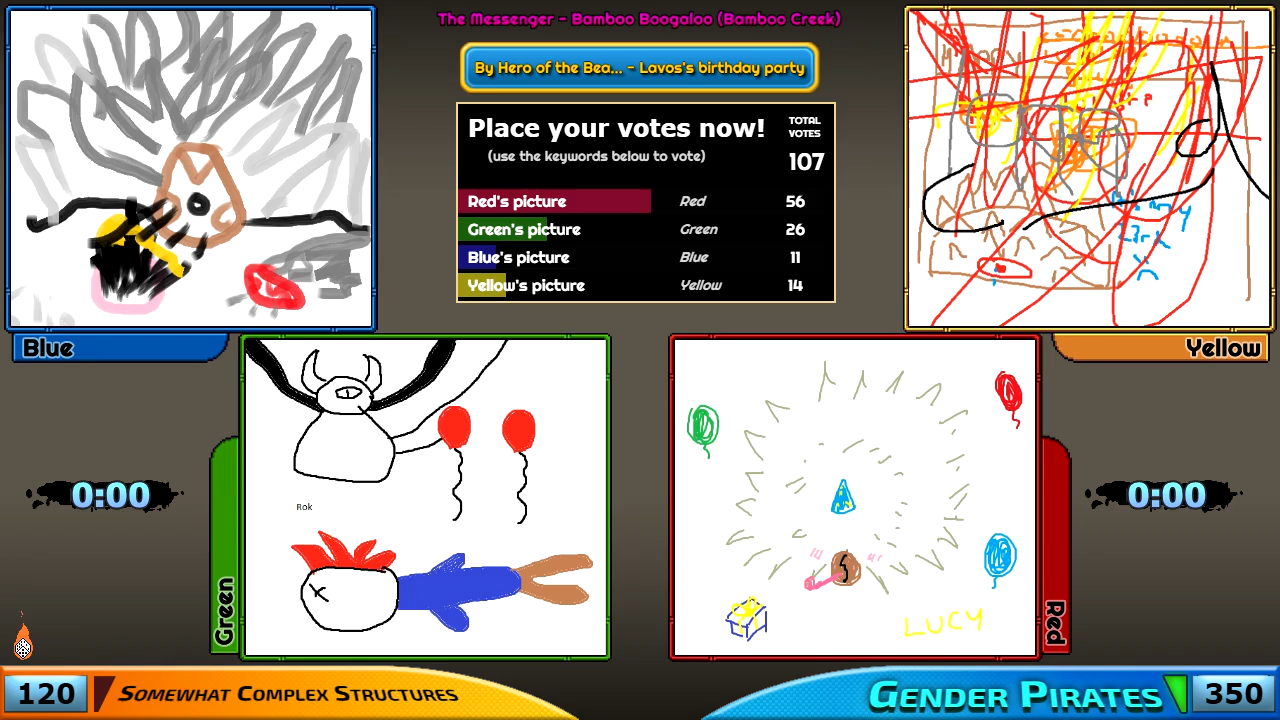 The Messenger - Bamboo Boogaloo (Bamboo Creek)
By Hero of the Bea... - Lavos's birthday party
Place your votes now!
TOTAL VOTES
(use the keywords below to vote)
107
Red's picture Red 56
Green's picture Green 26
Blue's picture Blue 11
Yellow's picture Yellow 14
Blue
Yellow
Rok
0:00
0:00
Green
LUCY
Red
120
SOMEWHAT COMPLEX STRUCTURES
GENDER PIRATES
350